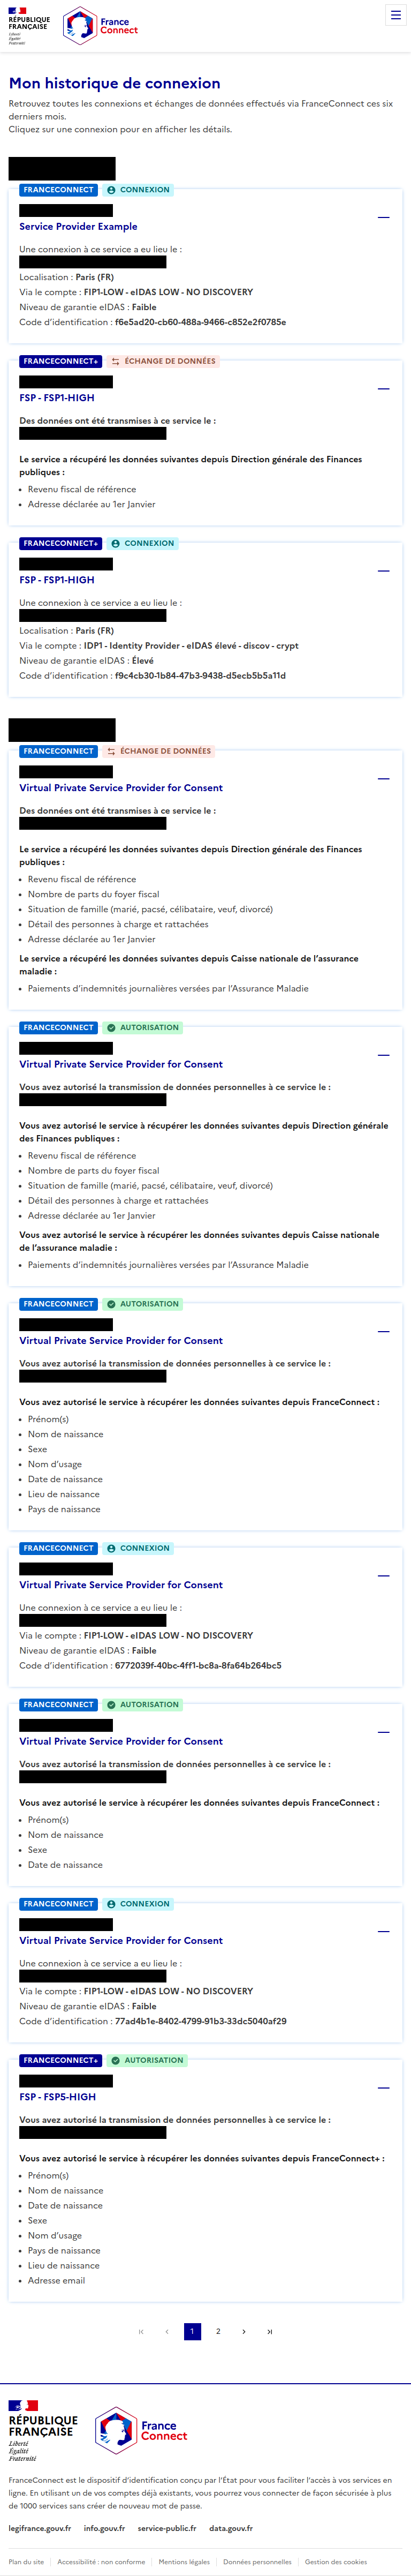 RÉPUBLIQUE
FRANÇAISE
Liberté
Égalité
Fraternité
France
Connect
Mon historique de connexion
Retrouvez toutes les connexions et échanges de données effectués via FranceConnect ces six
derniers mois.
Cliquez sur une connexion pour en afficher les détails.
FRANCECONNECT CONNEXION
Service Provider Example
Une connexion à ce service a eu lieu le :
Localisation : Paris (FR)
Via le compte : FIP1-LOW - eIDAS LOW - NO DISCOVERY
Niveau de garantie eIDAS : Faible
Code d’identification : f6e5ad20-cb60-488a-9466-c852e2f0785e
FRANCECONNECT+ ÉCHANGE DE DONNÉES
FSP - FSP1-HIGH
Des données ont été transmises à ce service le :
Le service a récupéré les données suivantes depuis Direction générale des Finances
publiques :
• Revenu fiscal de référence
• Adresse déclarée au 1er Janvier
FRANCECONNECT+ CONNEXION
FSP - FSP1-HIGH
Une connexion à ce service a eu lieu le :
Localisation : Paris (FR)
Via le compte : IDP1 - Identity Provider - eIDAS élevé - discov - crypt
Niveau de garantie eIDAS : Élevé
Code d’identification : f9c4cb30-1b84-47b3-9438-d5ecb5b5a11d
FRANCECONNECT ÉCHANGE DE DONNÉES
Virtual Private Service Provider for Consent
Des données ont été transmises à ce service le :
Le service a récupéré les données suivantes depuis Direction générale des Finances
publiques :
• Revenu fiscal de référence
• Nombre de parts du foyer fiscal
• Situation de famille (marié, pacsé, célibataire, veuf, divorcé)
• Détail des personnes à charge et rattachées
• Adresse déclarée au 1er Janvier
Le service a récupéré les données suivantes depuis Caisse nationale de l’assurance
maladie :
• Paiements d’indemnités journalières versées par l’Assurance Maladie
FRANCECONNECT AUTORISATION
Virtual Private Service Provider for Consent
Vous avez autorisé la transmission de données personnelles à ce service le :
Vous avez autorisé le service à récupérer les données suivantes depuis Direction générale
des Finances publiques :
• Revenu fiscal de référence
• Nombre de parts du foyer fiscal
• Situation de famille (marié, pacsé, célibataire, veuf, divorcé)
• Détail des personnes à charge et rattachées
• Adresse déclarée au 1er Janvier
Vous avez autorisé le service à récupérer les données suivantes depuis Caisse nationale
de l’assurance maladie :
• Paiements d’indemnités journalières versées par l’Assurance Maladie
FRANCECONNECT AUTORISATION
Virtual Private Service Provider for Consent
Vous avez autorisé la transmission de données personnelles à ce service le :
Vous avez autorisé le service à récupérer les données suivantes depuis FranceConnect :
• Prénom(s)
• Nom de naissance
• Sexe
• Nom d’usage
• Date de naissance
• Lieu de naissance
• Pays de naissance
FRANCECONNECT CONNEXION
Virtual Private Service Provider for Consent
Une connexion à ce service a eu lieu le :
Via le compte : FIP1-LOW - eIDAS LOW - NO DISCOVERY
Niveau de garantie eIDAS : Faible
Code d’identification : 6772039f-40bc-4ff1-bc8a-8fa64b264bc5
FRANCECONNECT AUTORISATION
Virtual Private Service Provider for Consent
Vous avez autorisé la transmission de données personnelles à ce service le :
Vous avez autorisé le service à récupérer les données suivantes depuis FranceConnect :
• Prénom(s)
• Nom de naissance
• Sexe
• Date de naissance
FRANCECONNECT CONNEXION
Virtual Private Service Provider for Consent
Une connexion à ce service a eu lieu le :
Via le compte : FIP1-LOW - eIDAS LOW - NO DISCOVERY
Niveau de garantie eIDAS : Faible
Code d’identification : 77ad4b1e-8402-4799-91b3-33dc5040af29
FRANCECONNECT+ AUTORISATION
FSP - FSP5-HIGH
Vous avez autorisé la transmission de données personnelles à ce service le :
Vous avez autorisé le service à récupérer les données suivantes depuis FranceConnect+ :
• Prénom(s)
• Nom de naissance
• Date de naissance
• Sexe
• Nom d’usage
• Pays de naissance
• Lieu de naissance
• Adresse email
1 2
RÉPUBLIQUE
FRANÇAISE
Liberté
Égalité
Fraternité
France
Connect
FranceConnect est le dispositif d’identification conçu par l’État pour vous faciliter l’accès à vos services en
ligne. En utilisant un de vos comptes déjà existants, vous pourrez vous connecter de façon sécurisée à plus
de 1000 services sans créer de nouveau mot de passe.
legifrance.gouv.fr info.gouv.fr service-public.fr data.gouv.fr
Plan du site Accessibilité : non conforme Mentions légales Données personnelles Gestion des cookies